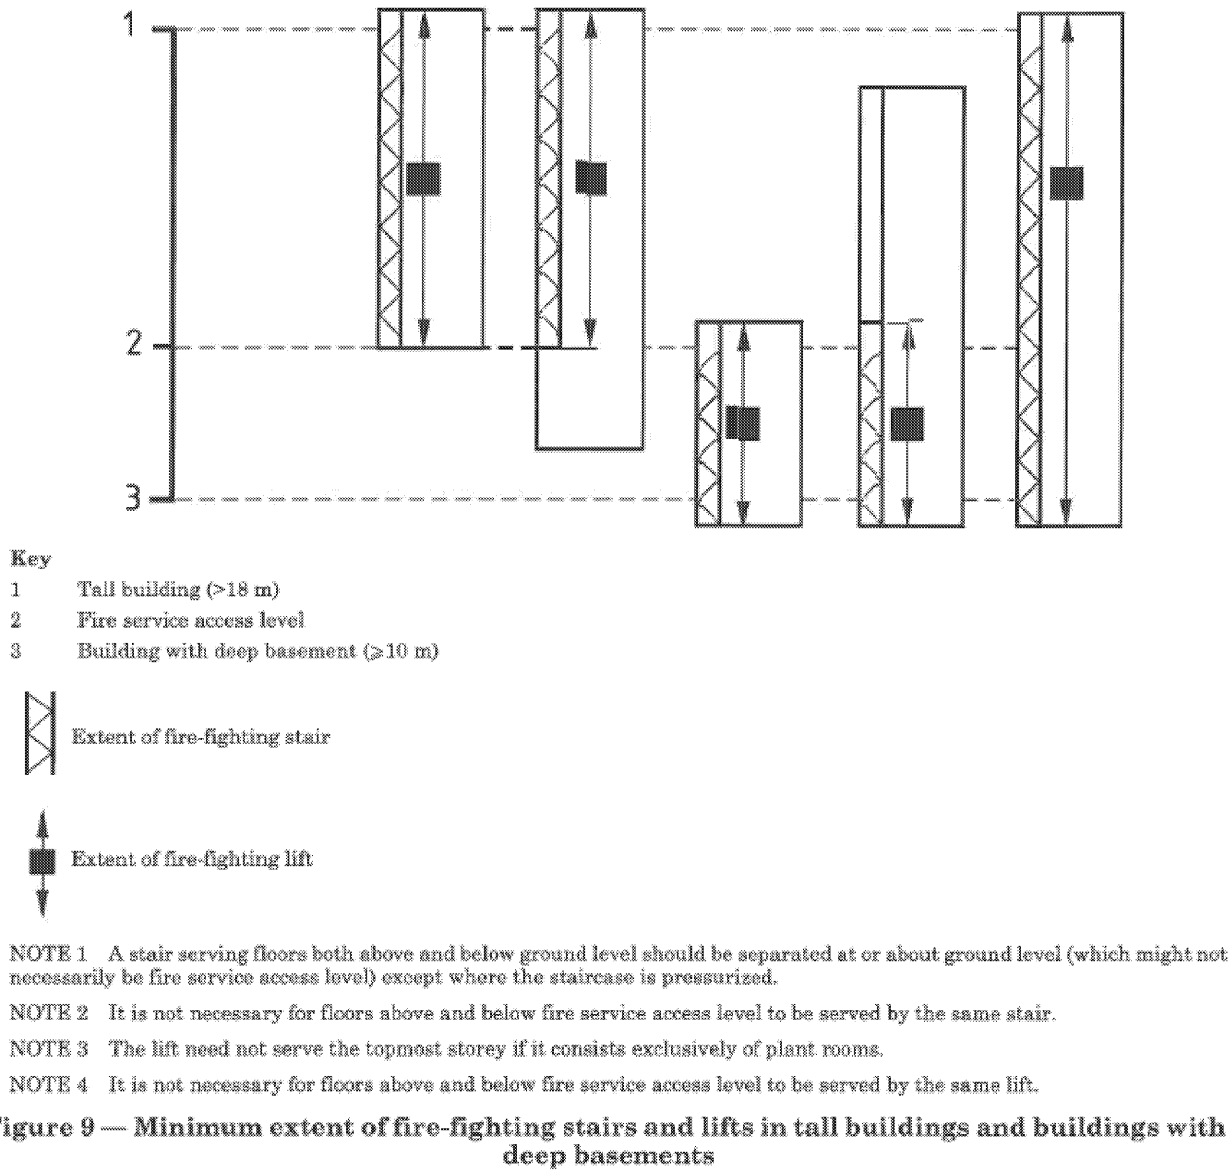 1
2
3
Key
1 Tall building (>18 m)
2 Fire service access level
3 Building with deep basement (⩾10 m)
Extent of fire-fighting stair
Extent of fire-fighting lift
NOTE 1 A stair serving floors both above and below ground level should be separated at or about ground level (which might not
necessarily be fire service access level) except where the staircase is pressurized.
NOTE 2 It is not necessary for floors above and below fire service access level to be served by the same stair.
NOTE 3 The lift need not serve the topmost storey if it consists exclusively of plant rooms.
NOTE 4 It is not necessary for floors above and below fire service access level to be served by the same lift.
igure 9 — Minimum extent of fire-fighting stairs and lifts in tall buildings and buildings with
deep basements